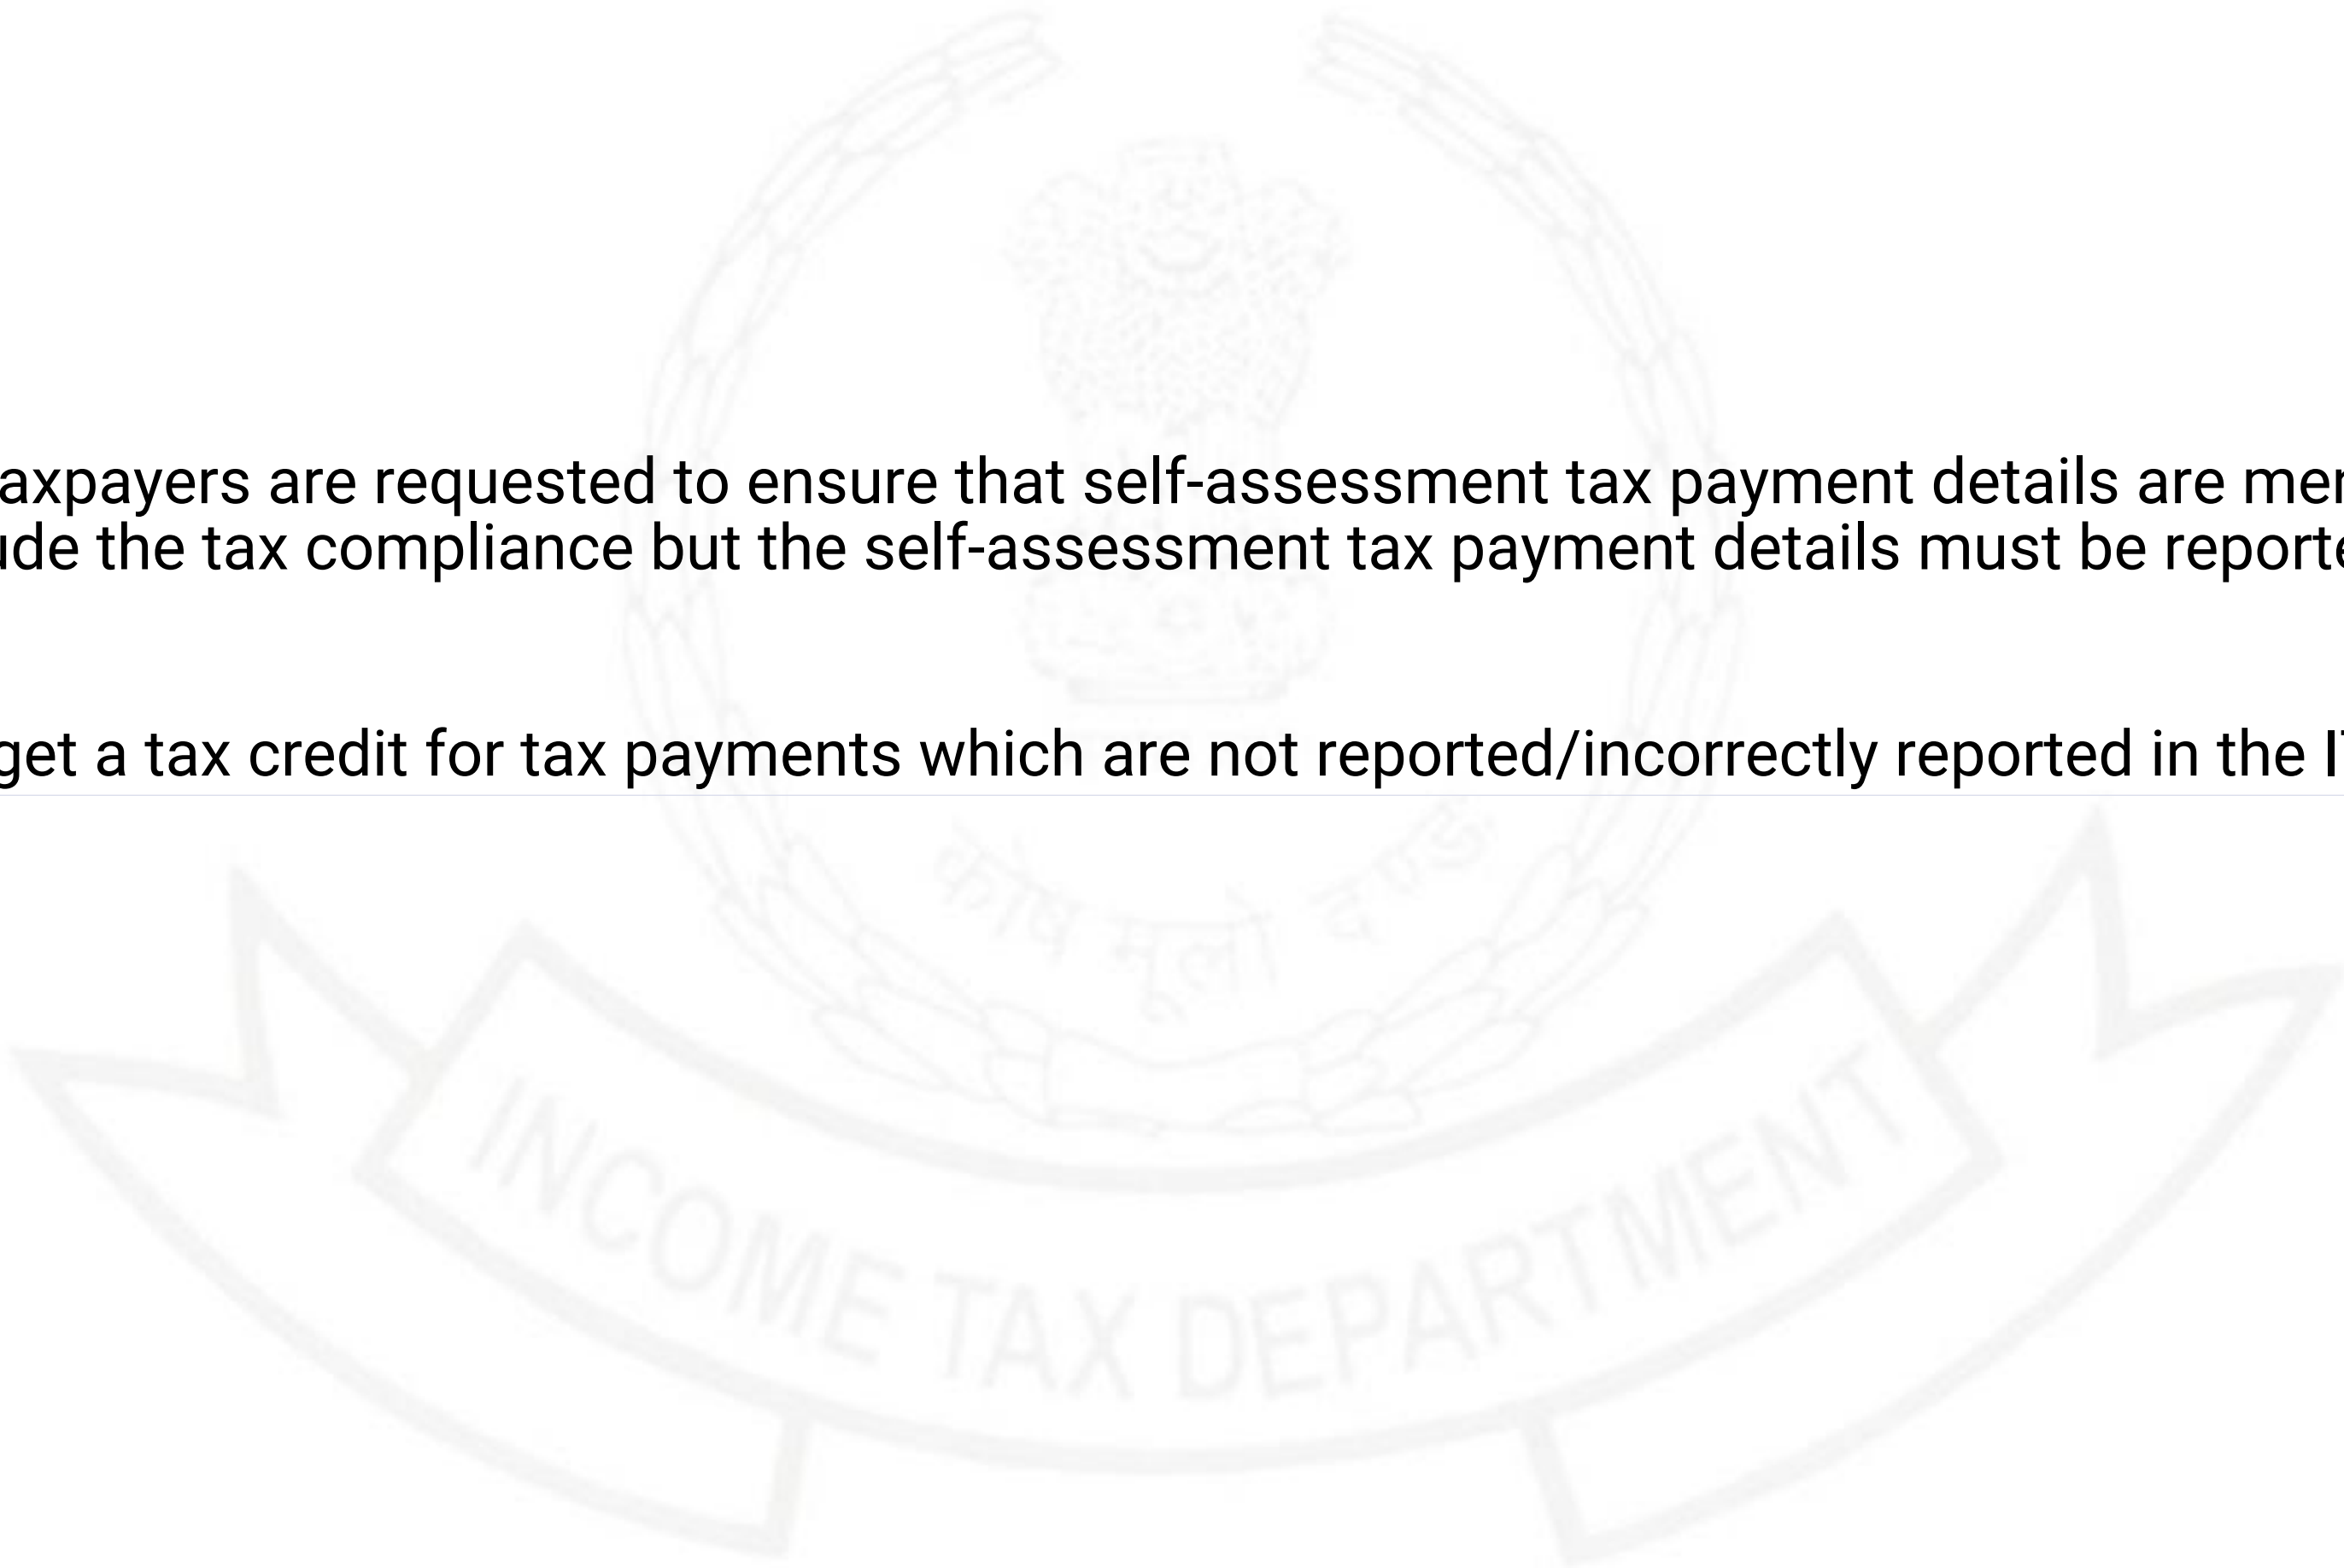 axpayers are requested to ensure that self-assessment tax payment details are
ude the tax compliance but the self-assessment tax payment details must be
get a tax credit for tax payments which are not reported/incorrectly reported in the
कोष मूलो दण्ड
INCOME TAX DEPARTMENT